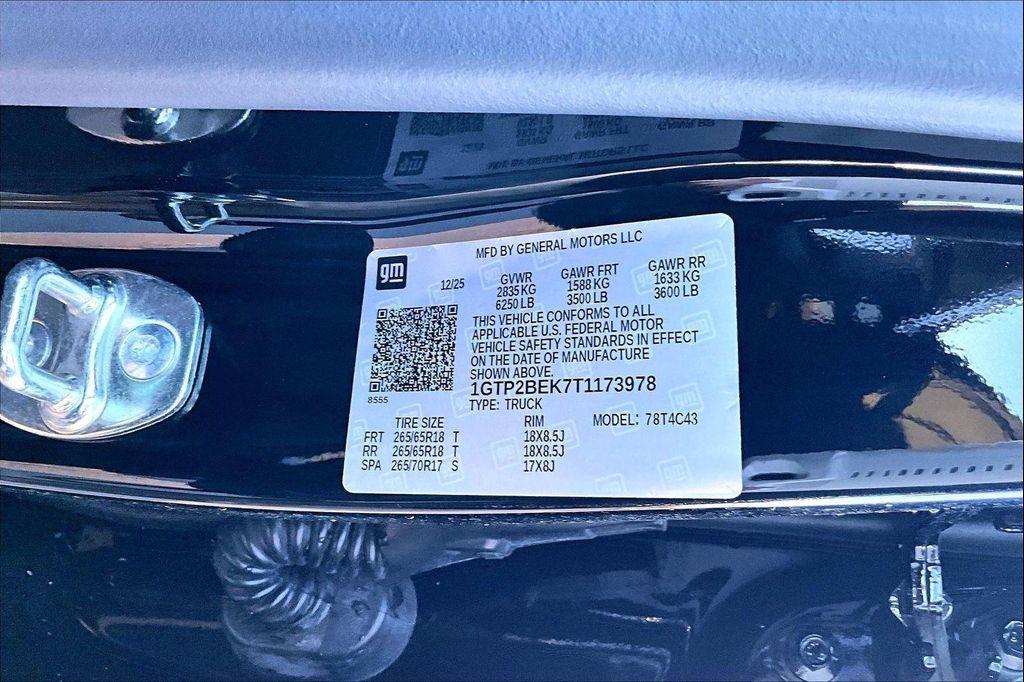 MFD BY GENERAL MOTORS LLC
gm
12/25
GVWR GAWR FRT GAWR RR
2835 KG 1588 KG 1633 KG
6250 LB 3500 LB 3600 LB
THIS VEHICLE CONFORMS TO ALL
APPLICABLE U.S. FEDERAL MOTOR
VEHICLE SAFETY STANDARDS IN EFFECT
ON THE DATE OF MANUFACTURE
SHOWN ABOVE.
1GTP2BEK7T1173978
8555
TYPE: TRUCK
TIRE SIZE RIM MODEL: 78T4C43
FRT 265/65R18 T 18X8.5J
RR 265/65R18 T 18X8.5J
SPA 265/70R17 S 17X8J